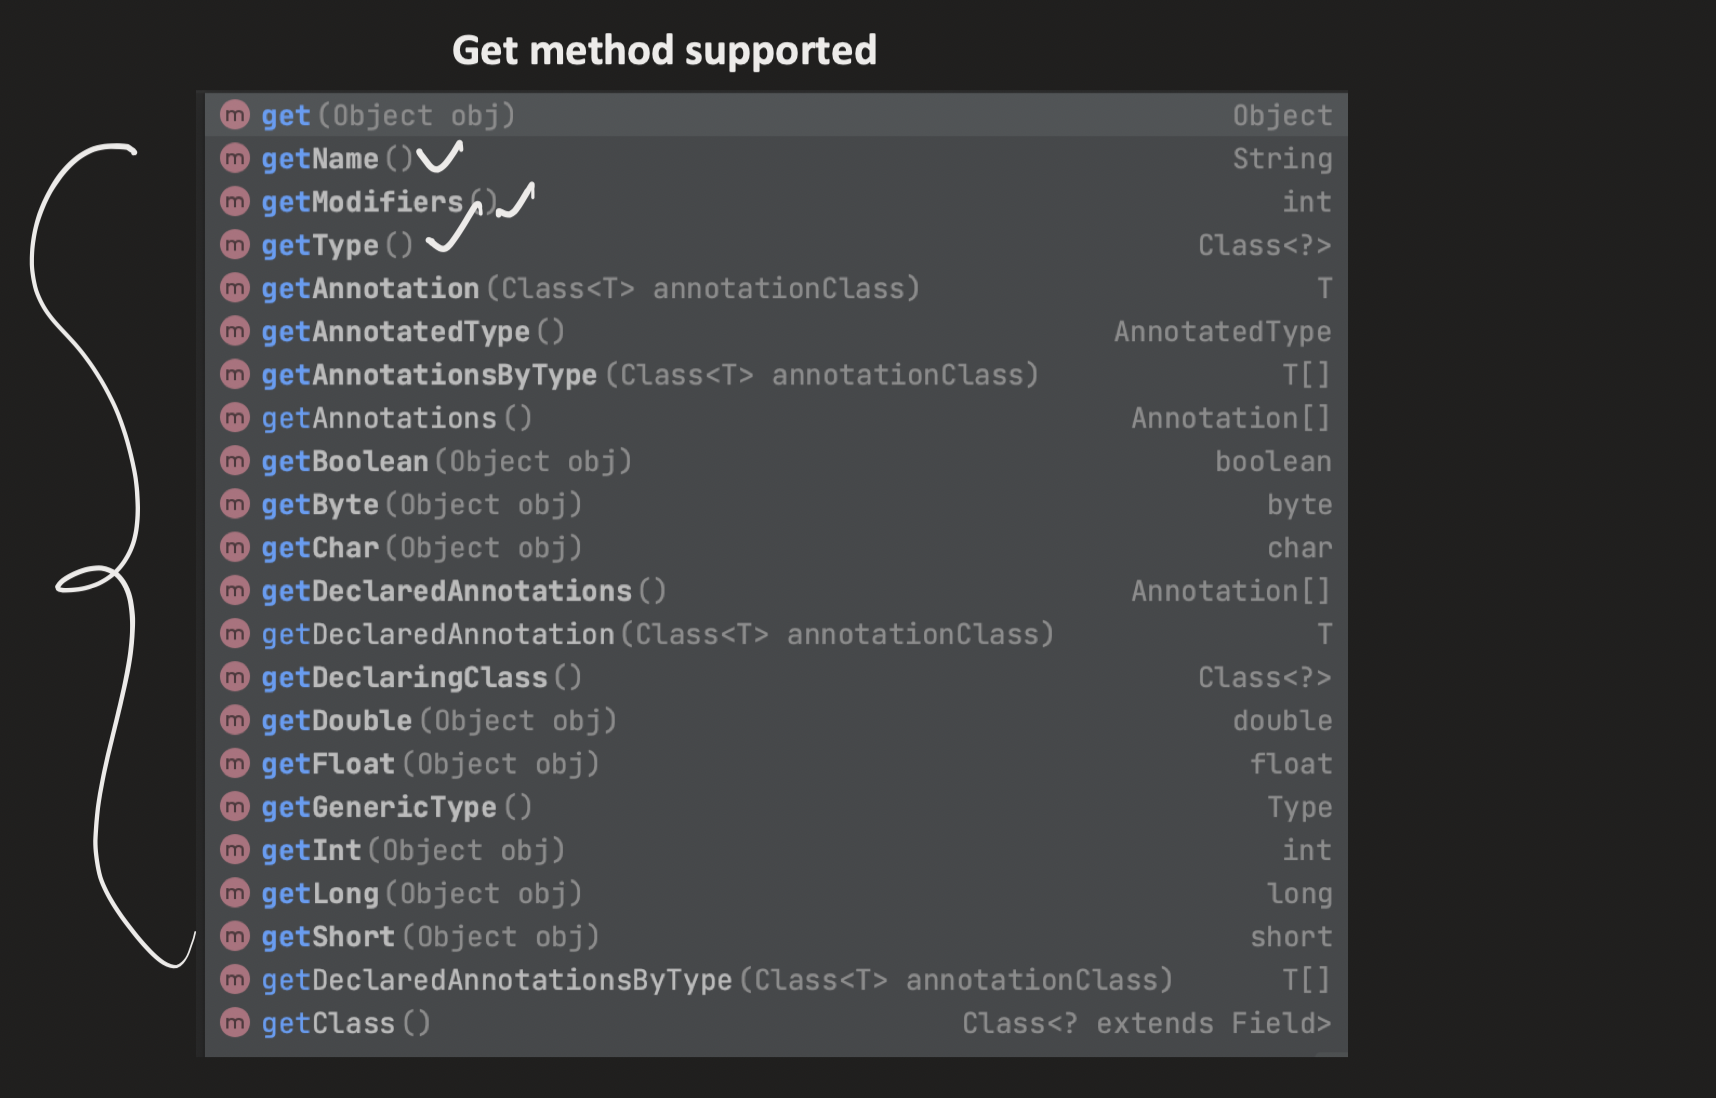 Get method supported
m get(Object obj) Object
m getName() String
m getModifiers() int
m getType() Class<?>
m getAnnotation(Class<T> annotationClass) T
m getAnnotatedType() AnnotatedType
m getAnnotationsByType(Class<T> annotationClass) T[]
m getAnnotations() Annotation[]
m getBoolean(Object obj) boolean
m getByte(Object obj) byte
m getChar(Object obj) char
m getDeclaredAnnotations() Annotation[]
m getDeclaredAnnotation(Class<T> annotationClass) T
m getDeclaringClass() Class<?>
m getDouble(Object obj) double
m getFloat(Object obj) float
m getGenericType() Type
m getInt(Object obj) int
m getLong(Object obj) long
m getShort(Object obj) short
m getDeclaredAnnotationsByType(Class<T> annotationClass) T[]
m getClass() Class<? extends Field>